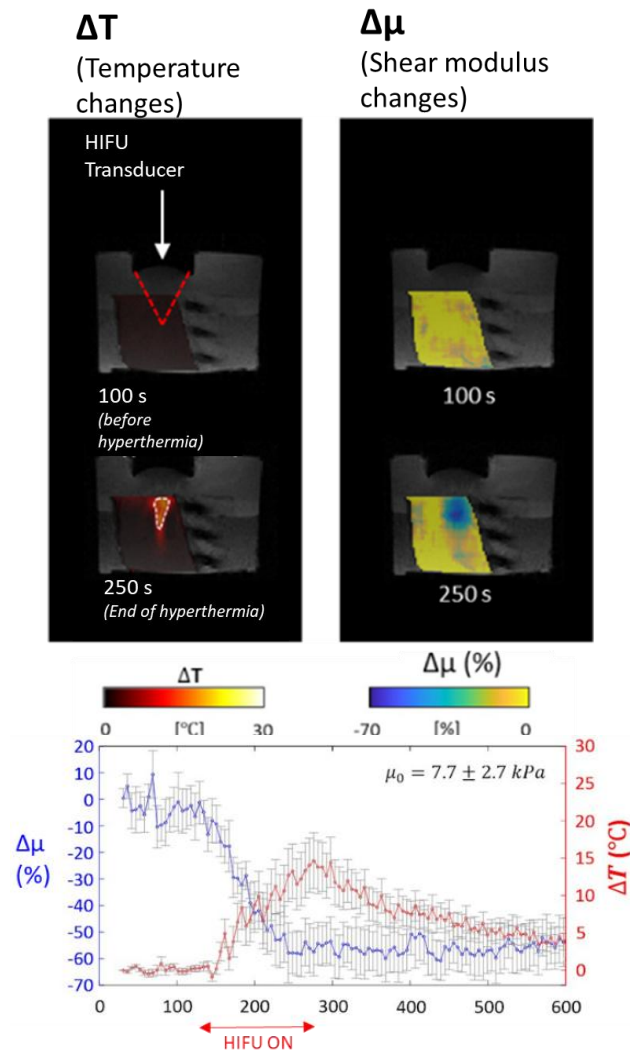 ΔT
(Temperature
changes)
Δμ
(Shear modulus
changes)
HIFU
Transducer
100 s
(before
hyperthermia)
100 s
250 s
(End of hyperthermia)
250 s
ΔT
0 [°C] 30
Δμ (%)
-70 [%] 0
μ₀ = 7.7 ± 2.7 kPa
Δμ
(%)
20
10
0
-10
-20
-30
-40
-50
-60
-70
30
25
20
15
10
5
0
ΔT (°C)
0 100 200 300 400 500 600
HIFU ON